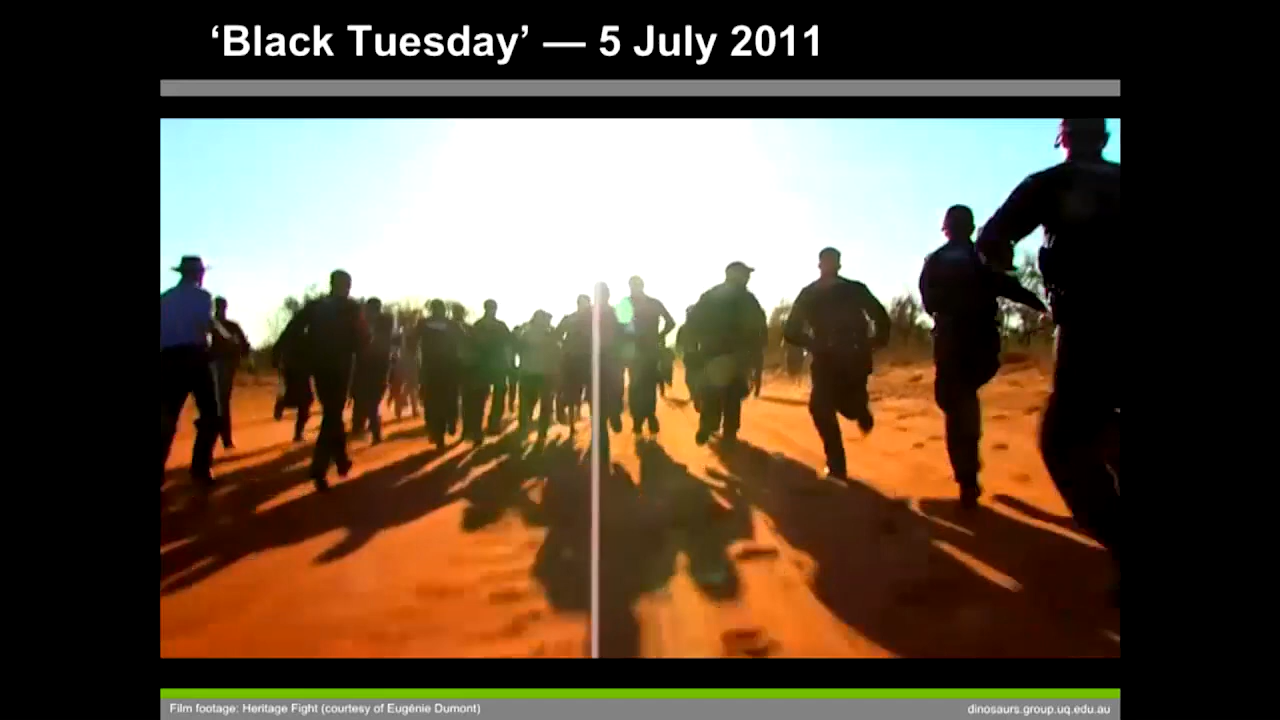 ‘Black Tuesday’ — 5 July 2011
Film footage: Heritage Fight (courtesy of Eugénie Dumont)
dinosaurs.group.uq.edu.au